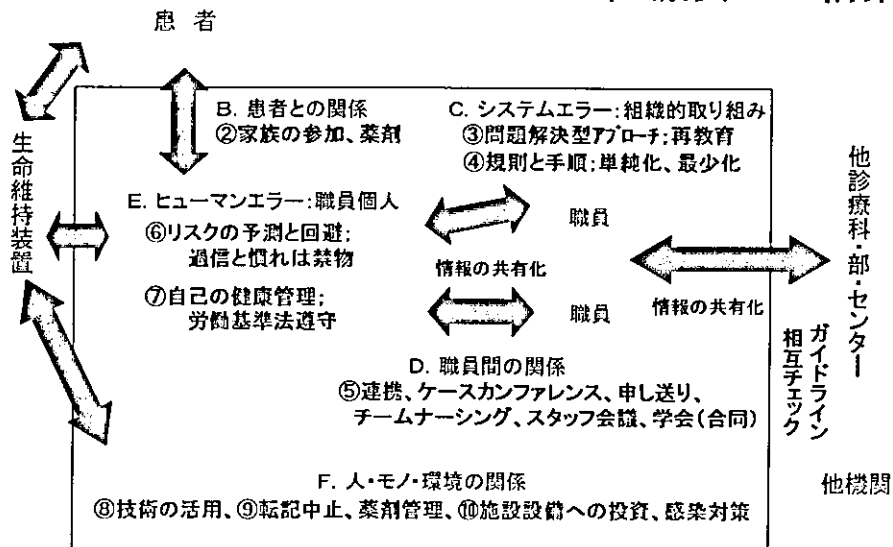 患者
B. 患者との関係
②家族の参加、薬剤
C. システムエラー:組織的取り組み
③問題解決型アプローチ;再教育
④規則と手順;単純化、最少化
生命維持装置
E. ヒューマンエラー:職員個人
⑥リスクの予測と回避;
過信と慣れは禁物
⑦自己の健康管理;
労働基準法遵守
職員
情報の共有化
職員
情報の共有化
他診療科・部・センター
ガイドライン
相互チェック
D. 職員間の関係
⑤連携、ケースカンファレンス、申し送り、
チームナーシング、スタッフ会議、学会(合同)
F. 人・モノ・環境の関係
⑧技術の活用、⑨転記中止、薬剤管理、⑩施設設備への投資、感染対策
他機関